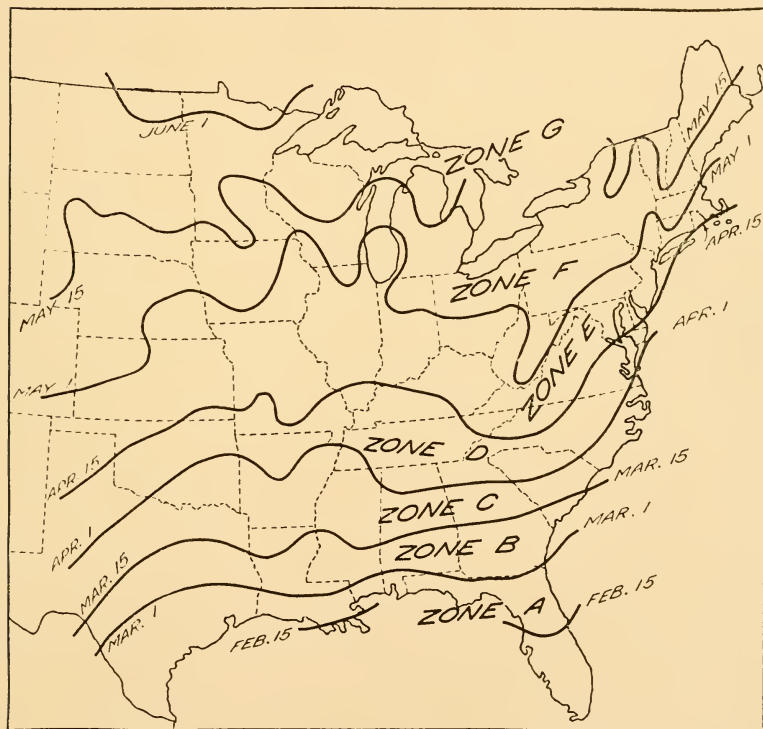 JUNE 1
ZONE G
MAY 15
MAY 1
APR. 15
ZONE F
MAY 15
ZONE E
APR. 1
MAY 1
ZONE D
APR. 15
MAR. 15
ZONE C
APR. 1
MAR. 1
ZONE B
MAR. 15
ZONE A
FEB. 15
MAR. 1
FEB. 15